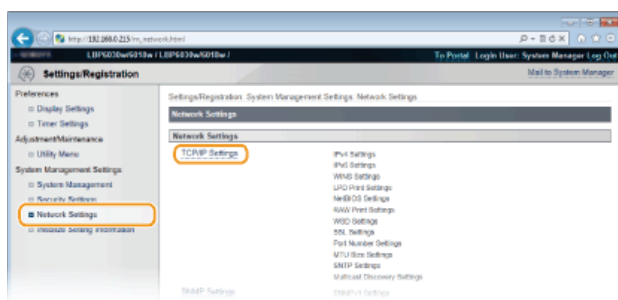 http://192.168.0.215/m_network.html
LBP6030w/6018w / LBP6030w/6018w /
To Portal Login User: System Manager Log Out
Settings/Registration
Mail to System Manager
Preferences
Display Settings
Timer Settings
Adjustment/Maintenance
Utility Menu
System Management Settings
System Management
Security Settings
Network Settings
Initialize Setting Information
Settings/Registration: System Management Settings: Network Settings
Network Settings
Network Settings
TCP/IP Settings
IPv4 Settings
IPv6 Settings
WINS Settings
LPD Print Settings
NetBIOS Settings
RAW Print Settings
WSD Settings
SSL Settings
Port Number Settings
MTU Size Settings
SNTP Settings
Multicast Discovery Settings
SNMP Settings
SNMPv1 Settings